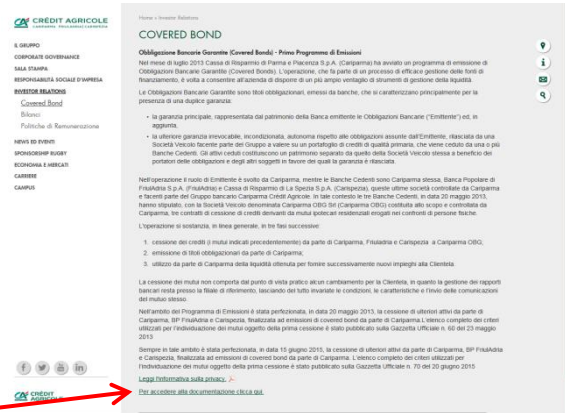 CRÉDIT AGRICOLE
CARIPARMA
Home > Investor Relations
COVERED BOND
IL GRUPPO
CORPORATE GOVERNANCE
SALA STAMPA
RESPONSABILITÀ SOCIALE D'IMPRESA
INVESTOR RELATIONS
Covered Bond
Bilanci
Politiche di Remunerazione
NEWS ED EVENTI
SPONSORSHIP RUGBY
ECONOMIA E MERCATI
CARRIERE
CAMPUS
Obbligazione Bancarie Garantite (Covered Bonds) - Primo Programma di Emissioni
Nel mese di luglio 2013 Cassa di Risparmio di Parma e Piacenza S.p.A. (Cariparma) ha avviato un programma di emissione di
Obbligazioni Bancarie Garantite (Covered Bonds). L'operazione, che fa parte di un processo di efficace gestione delle fonti di
finanziamento, è volta a consentire all'azienda di disporre di un più ampio ventaglio di strumenti di gestione della liquidità.
Le Obbligazioni Bancarie Garantite sono titoli obbligazionari, emessi da banche, che si caratterizzano principalmente per la
presenza di una duplice garanzia:
• la garanzia principale, rappresentata dal patrimonio della Banca emittente le Obbligazioni Bancarie ("Emittente") ed, in
aggiunta,
• la ulteriore garanzia irrevocabile, incondizionata, autonoma rispetto alle obbligazioni assunte dall'Emittente, rilasciata da una
Società Veicolo facente parte del Gruppo a valere su un portafoglio di crediti di qualità primaria, che viene ceduto da una o più
Banche Cedenti. Gli attivi ceduti costituiscono un patrimonio separato da quello della Società Veicolo stessa a beneficio dei
portatori delle obbligazioni e degli altri soggetti in favore dei quali la garanzia è rilasciata.
Nell'operazione il ruolo di Emittente è svolto da Cariparma, mentre le Banche Cedenti sono Cariparma stessa, Banca Popolare di
FriulAdria S.p.A. (FriulAdria) e Cassa di Risparmio di La Spezia S.p.A. (Carispezia), queste ultime società controllate da Cariparma
e facenti parte del Gruppo bancario Cariparma Crédit Agricole. In tale contesto le tre Banche Cedenti, in data 20 maggio 2013,
hanno stipulato, con la Società Veicolo denominata Cariparma OBG Srl (Cariparma OBG) costituita allo scopo e controllata da
Cariparma, tre contratti di cessione di crediti derivanti da mutui ipotecari residenziali erogati nei confronti di persone fisiche.
L'operazione si sostanzia, in linea generale, in tre fasi successive:
1. cessione dei crediti (i mutui indicati precedentemente) da parte di Cariparma, Friuladria e Carispezia a Cariparma OBG;
2. emissione di titoli obbligazionari da parte di Cariparma;
3. utilizzo da parte di Cariparma della liquidità ottenuta per fornire successivamente nuovi impieghi alla Clientela.
La cessione dei mutui non comporta dal punto di vista pratico alcun cambiamento per la Clientela, in quanto la gestione dei rapporti
bancari resta presso la filiale di riferimento, lasciando del tutto invariate le condizioni, le caratteristiche e l'invio delle comunicazioni
del mutuo stesso.
Nell'ambito del Programma di Emissioni è stata perfezionata, in data 20 maggio 2013, la cessione di ulteriori attivi da parte di
Cariparma, BP FriulAdria e Carispezia, finalizzata ad emissioni di covered bond da parte di Cariparma.L'elenco completo dei criteri
utilizzati per l'individuazione dei mutui oggetto della prima cessione è stato pubblicato sulla Gazzetta Ufficiale n. 60 del 23 maggio
2013
Sempre in tale ambito è stata perfezionata, in data 15 giugno 2015, la cessione di ulteriori attivi da parte di Cariparma, BP FriulAdria
e Carispezia, finalizzata ad emissioni di covered bond da parte di Cariparma. L'elenco completo dei criteri utilizzati per
l'individuazione dei mutui oggetto della prima cessione è stato pubblicato sulla Gazzetta Ufficiale n. 70 del 20 giugno 2015
Leggi l'informativa sulla privacy.
Per accedere alla documentazione clicca qui.
CRÉDIT
AGRICOLE